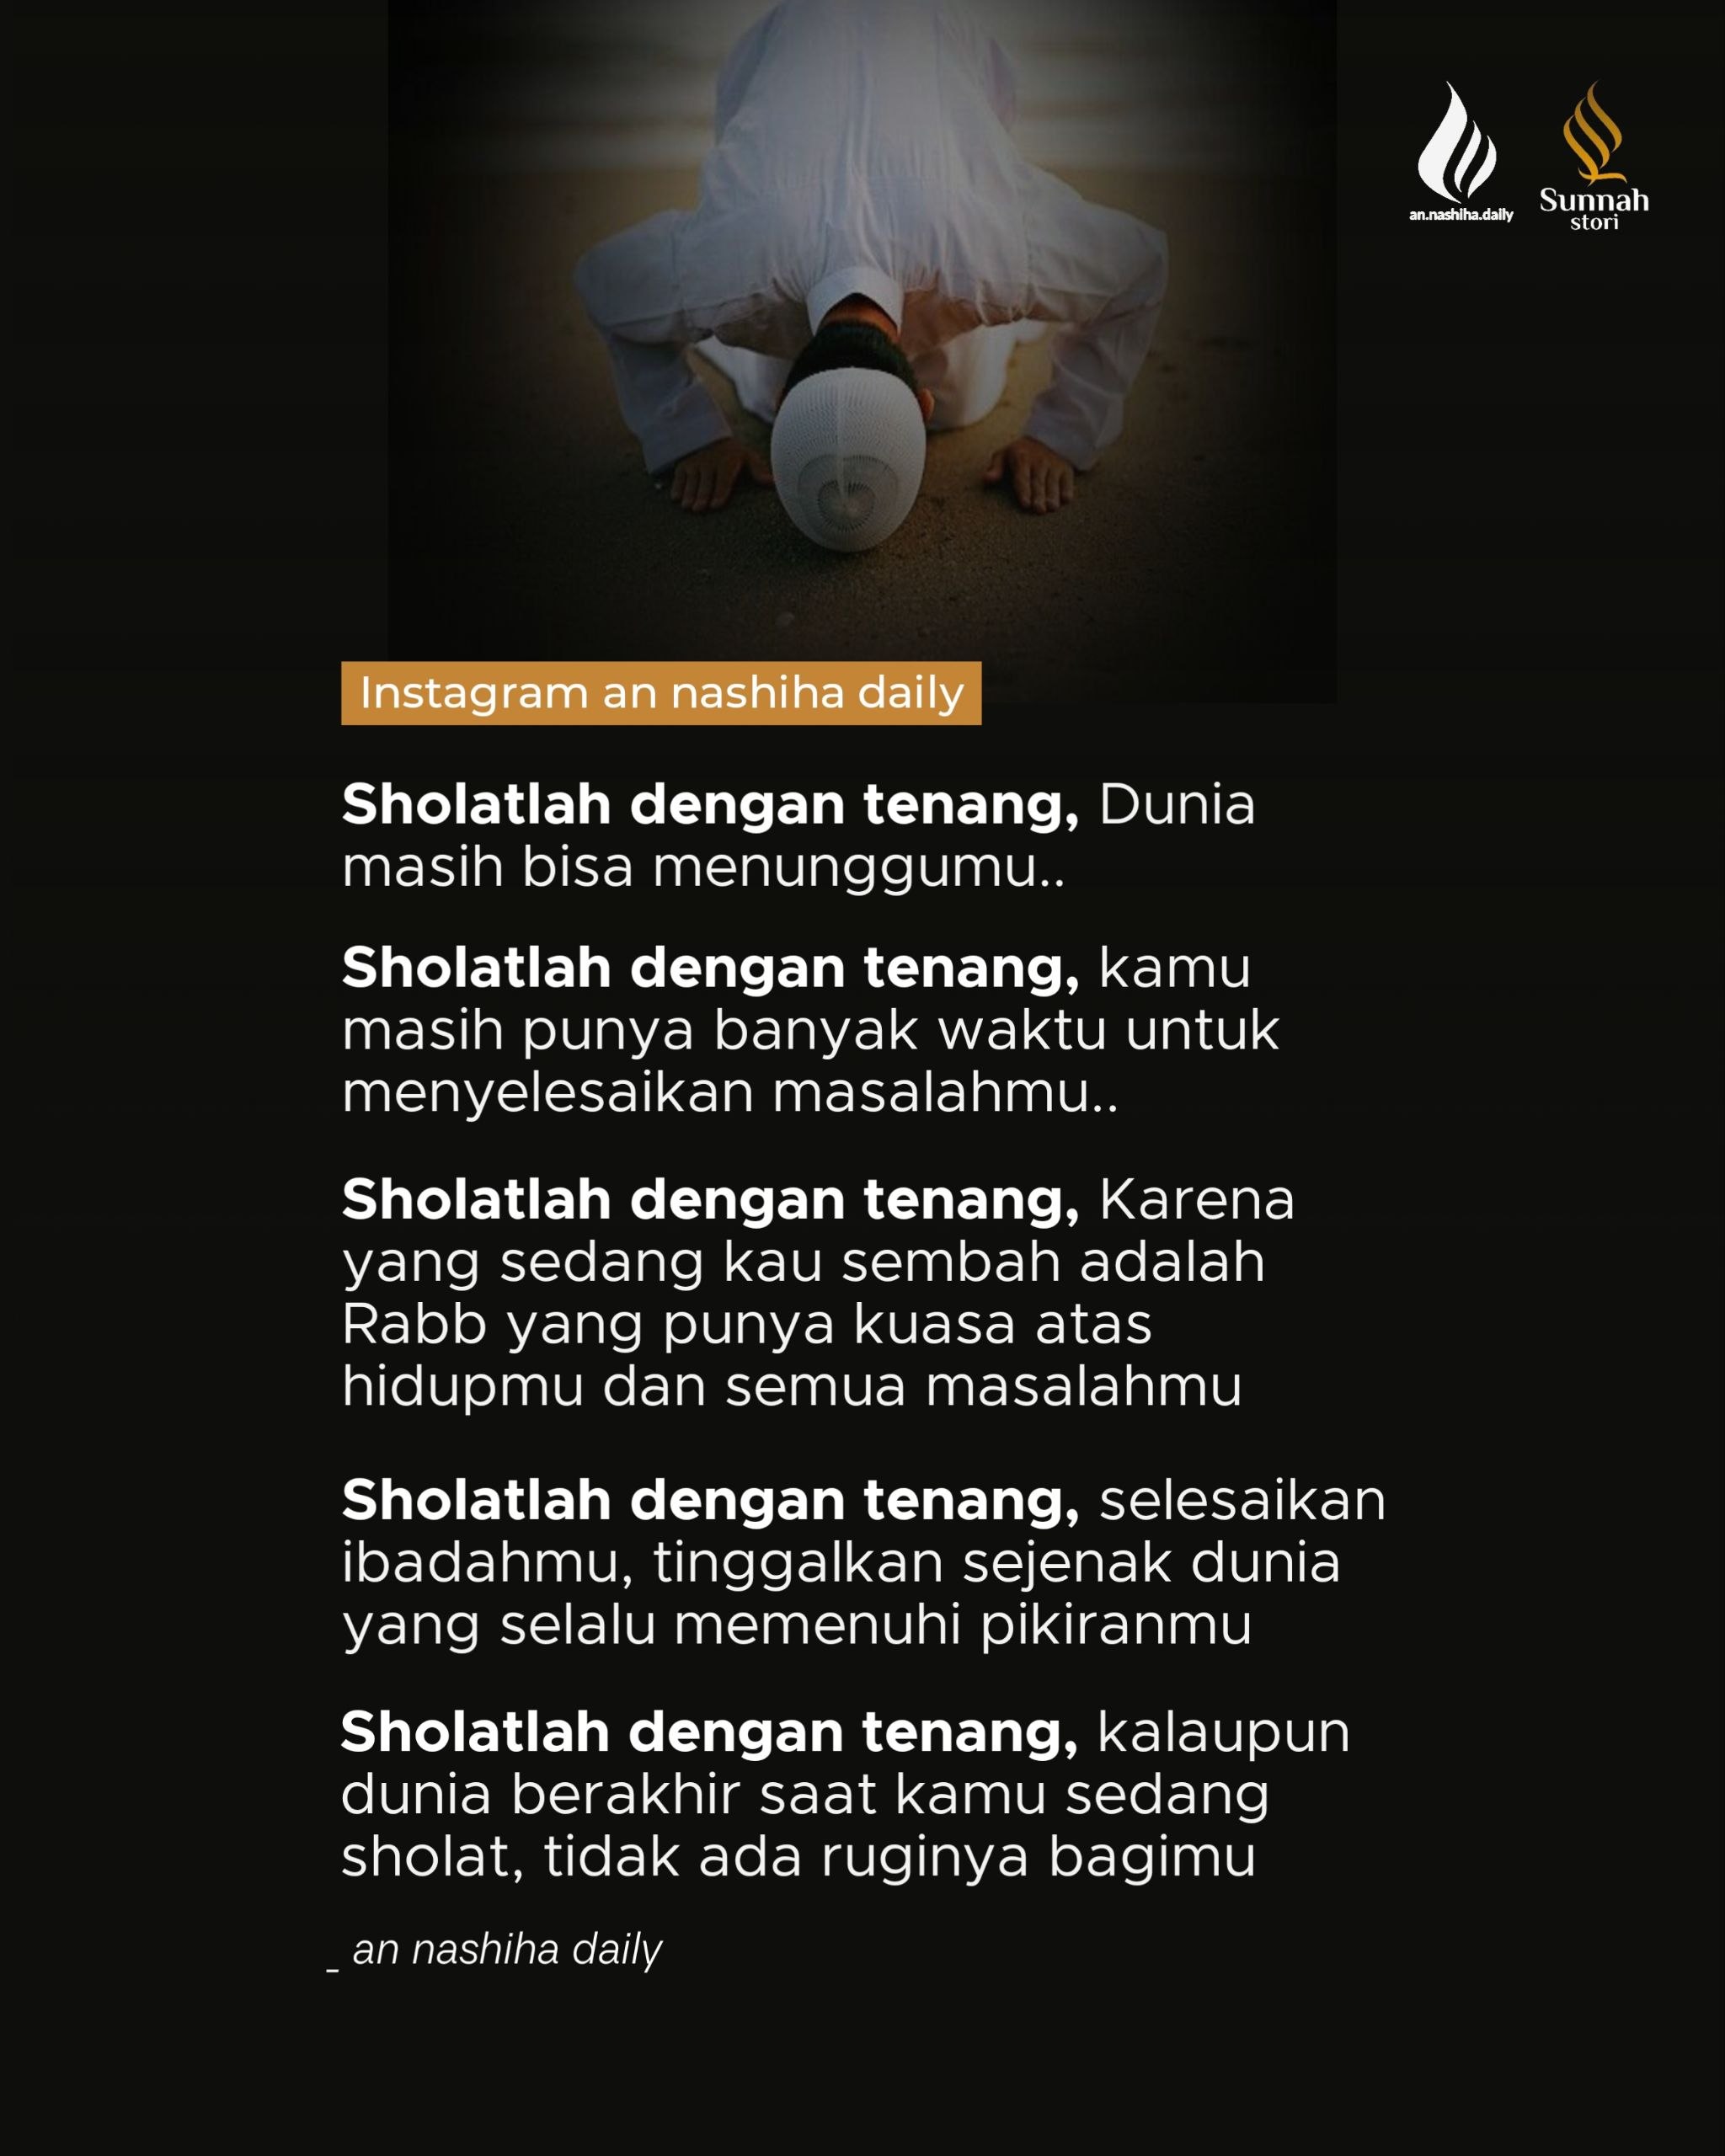 an.nashiha.daily
Sunnah
stori
Instagram an nashiha daily
Sholatlah dengan tenang, Dunia
masih bisa menunggumu..
Sholatlah dengan tenang, kamu
masih punya banyak waktu untuk
menyelesaikan masalahmu..
Sholatlah dengan tenang, Karena
yang sedang kau sembah adalah
Rabb yang punya kuasa atas
hidupmu dan semua masalahmu
Sholatlah dengan tenang, selesaikan
ibadahmu, tinggalkan sejenak dunia
yang selalu memenuhi pikiranmu
Sholatlah dengan tenang, kalaupun
dunia berakhir saat kamu sedang
sholat, tidak ada ruginya bagimu
_ an nashiha daily